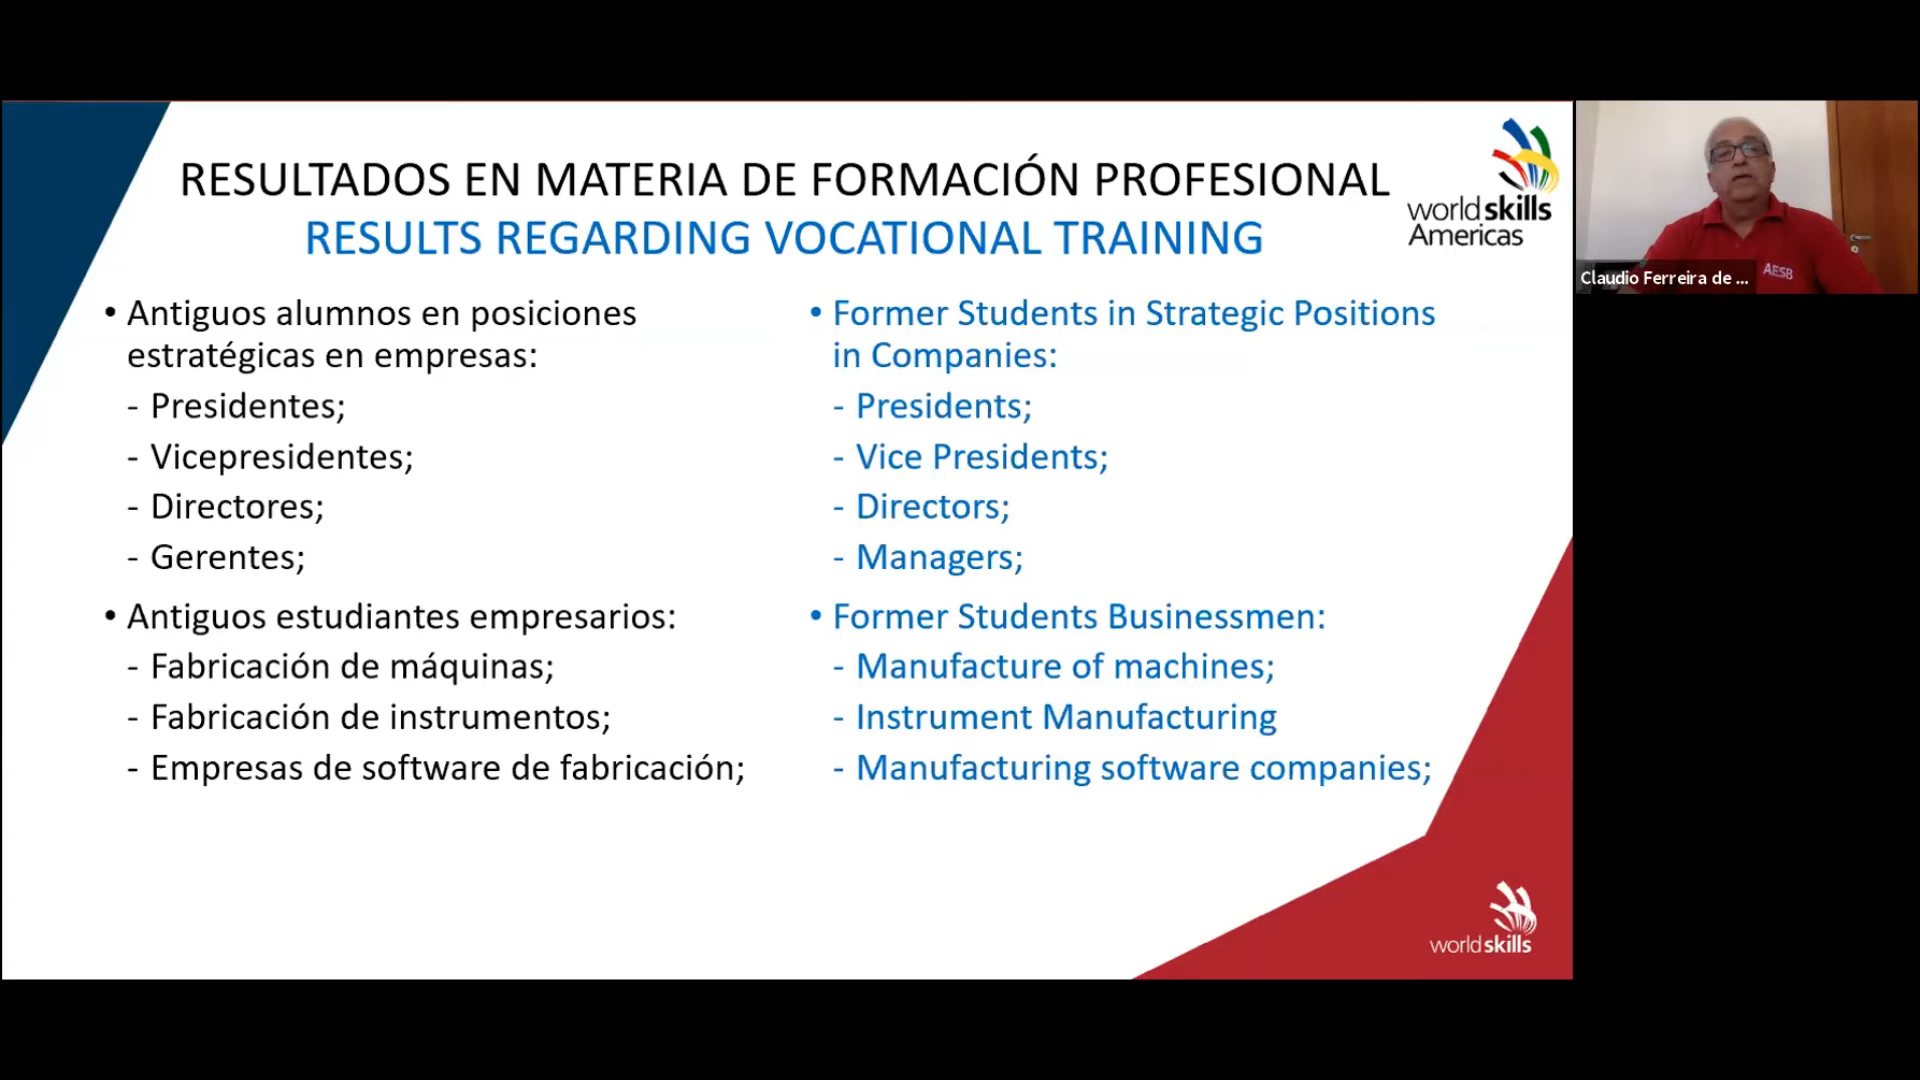 RESULTADOS EN MATERIA DE FORMACIÓN PROFESIONAL
RESULTS REGARDING VOCATIONAL TRAINING
worldskills
Americas
• Antiguos alumnos en posiciones
estratégicas en empresas:
- Presidentes;
- Vicepresidentes;
- Directores;
- Gerentes;
• Antiguos estudiantes empresarios:
- Fabricación de máquinas;
- Fabricación de instrumentos;
- Empresas de software de fabricación;
• Former Students in Strategic Positions
in Companies:
- Presidents;
- Vice Presidents;
- Directors;
- Managers;
• Former Students Businessmen:
- Manufacture of machines;
- Instrument Manufacturing
- Manufacturing software companies;
worldskills
AESB
Claudio Ferreira de ...